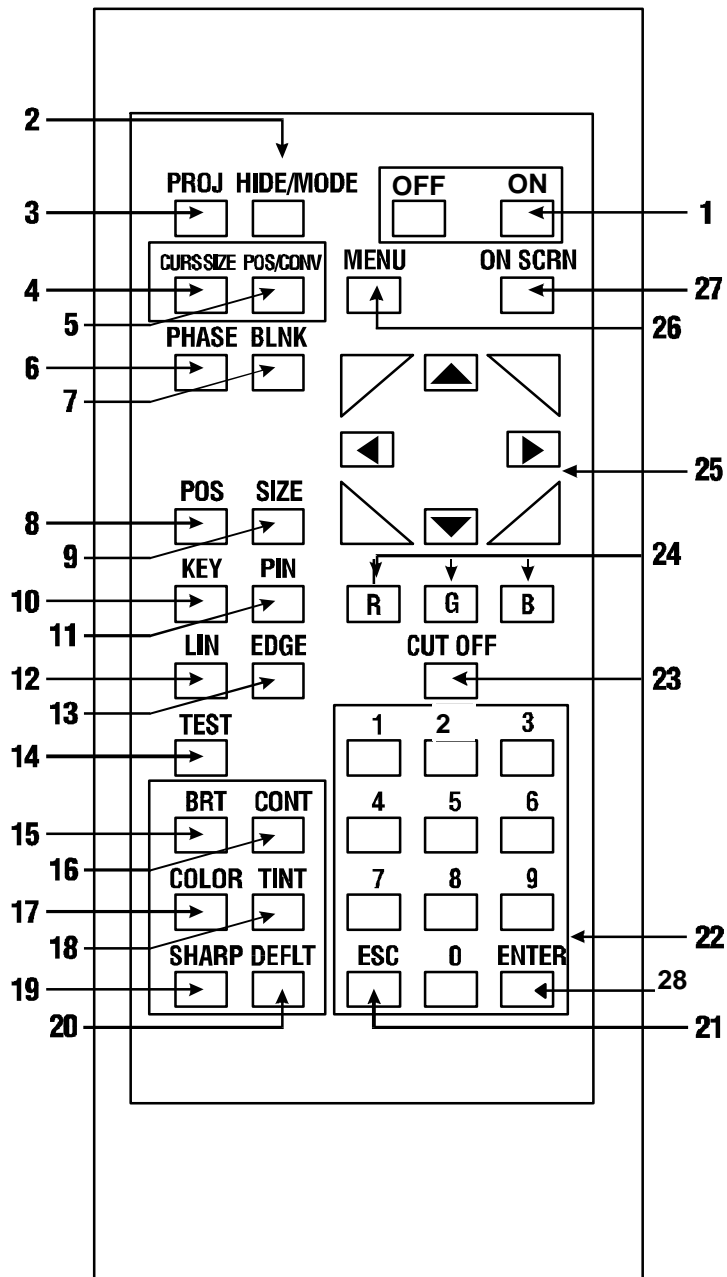 2
PROJ HIDE/MODE OFF ON
3 1
CURSSIZE POS/CONV MENU ON SCRN
4 27
5
PHASE BLNK 26
6
7
25
POS SIZE
8
9 24
KEY PIN
10 R G B
11
LIN EDGE CUT OFF
12 23
13
TEST 1 2 3
14
BRT CONT 4 5 6
15
16
COLOR TINT 7 8 9
17
18 22
SHARP DEFLT ESC 0 ENTER
19 28
20 21